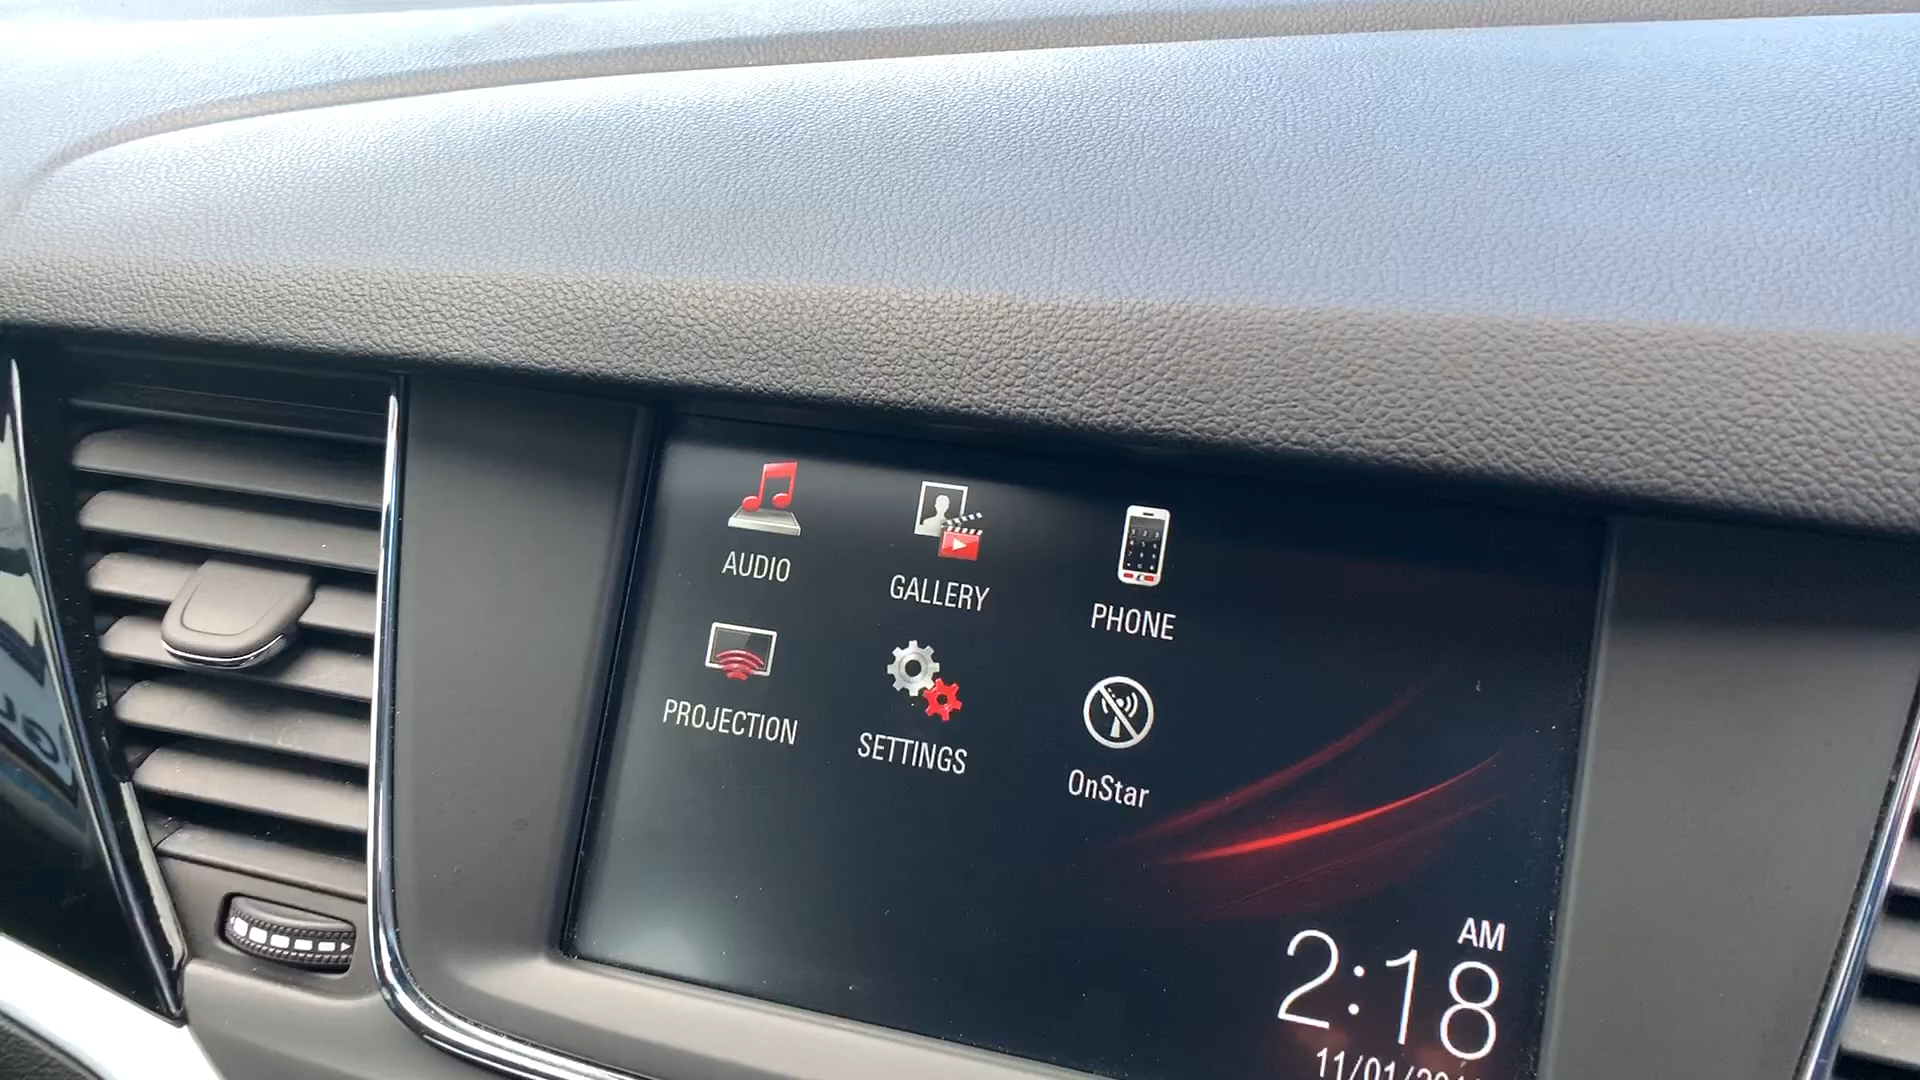 AUDIO
GALLERY
PHONE
PROJECTION
SETTINGS
OnStar
AM
2:18